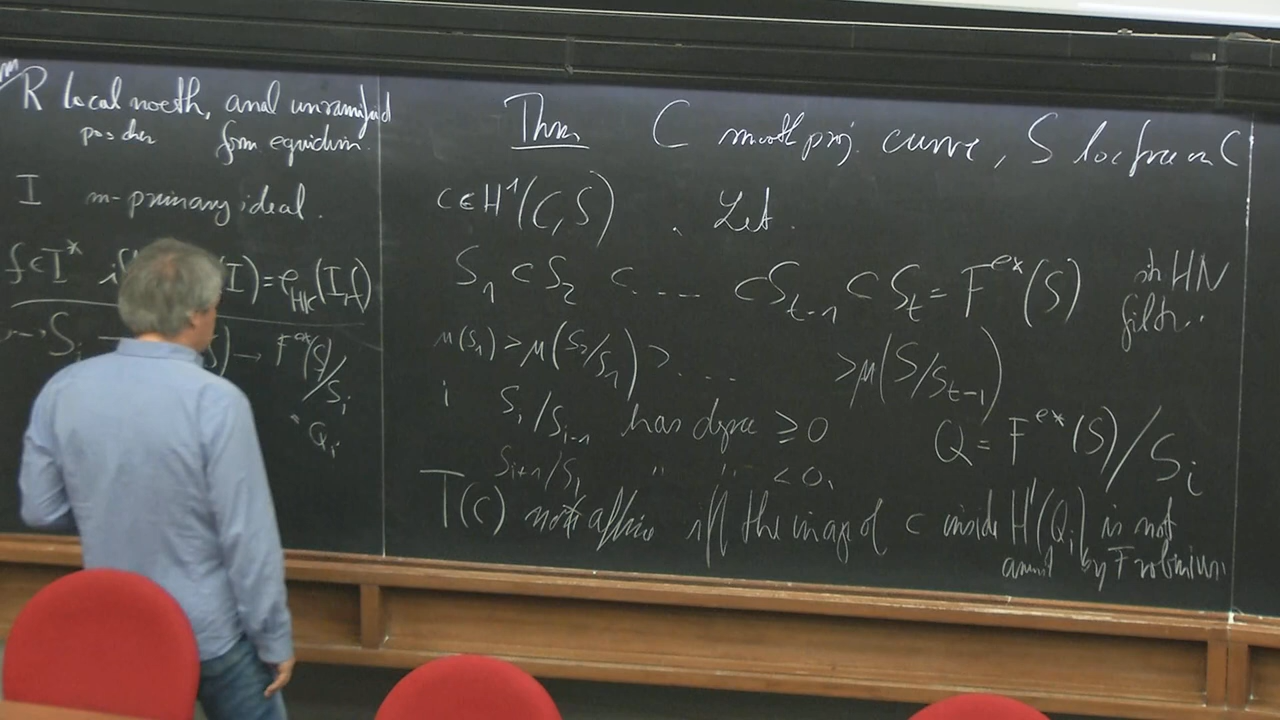 R local noeth, anal unramified
pos char form equidim.
I m-primary ideal.
f ∈ I* iff (I) = e_HK(I, f)
→ S_i → (S) → F^{e*}(S)/S_i
Q_i
Thm C smooth proj. curve, S loc free on C
c ∈ H^1(C, S). Let.
S_1 ⊂ S_2 ⊂ .... ⊂ S_{t-1} ⊂ S_t = F^{e*}(S) HN
filtr..
μ(S_1) > μ(S_2/S_1) > .... > μ(S/S_{t-1})
i S_i/S_{i-1} has degree ≥ 0 Q = F^{e*}(S)/S_i
S_{i+1}/S_i " " < 0,
T(c) not affine iff the image of c inside H^1(Q_i) is not
annit by Frobenius